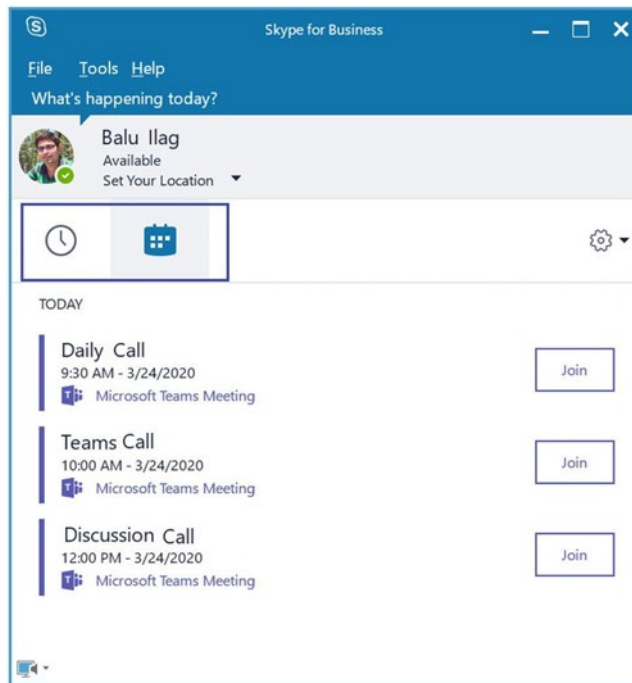 Skype for Business
File Tools Help
What's happening today?
Balu Ilag
Available
Set Your Location
TODAY
Daily Call
9:30 AM - 3/24/2020
Microsoft Teams Meeting
Join
Teams Call
10:00 AM - 3/24/2020
Microsoft Teams Meeting
Join
Discussion Call
12:00 PM - 3/24/2020
Microsoft Teams Meeting
Join